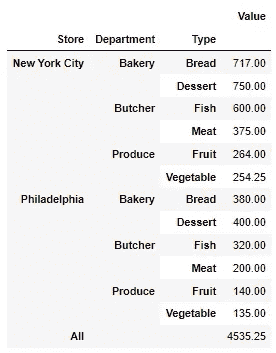 Value
Store Department Type
New York City Bakery Bread 717.00
Dessert 750.00
Butcher Fish 600.00
Meat 375.00
Produce Fruit 264.00
Vegetable 254.25
Philadelphia Bakery Bread 380.00
Dessert 400.00
Butcher Fish 320.00
Meat 200.00
Produce Fruit 140.00
Vegetable 135.00
All 4535.25